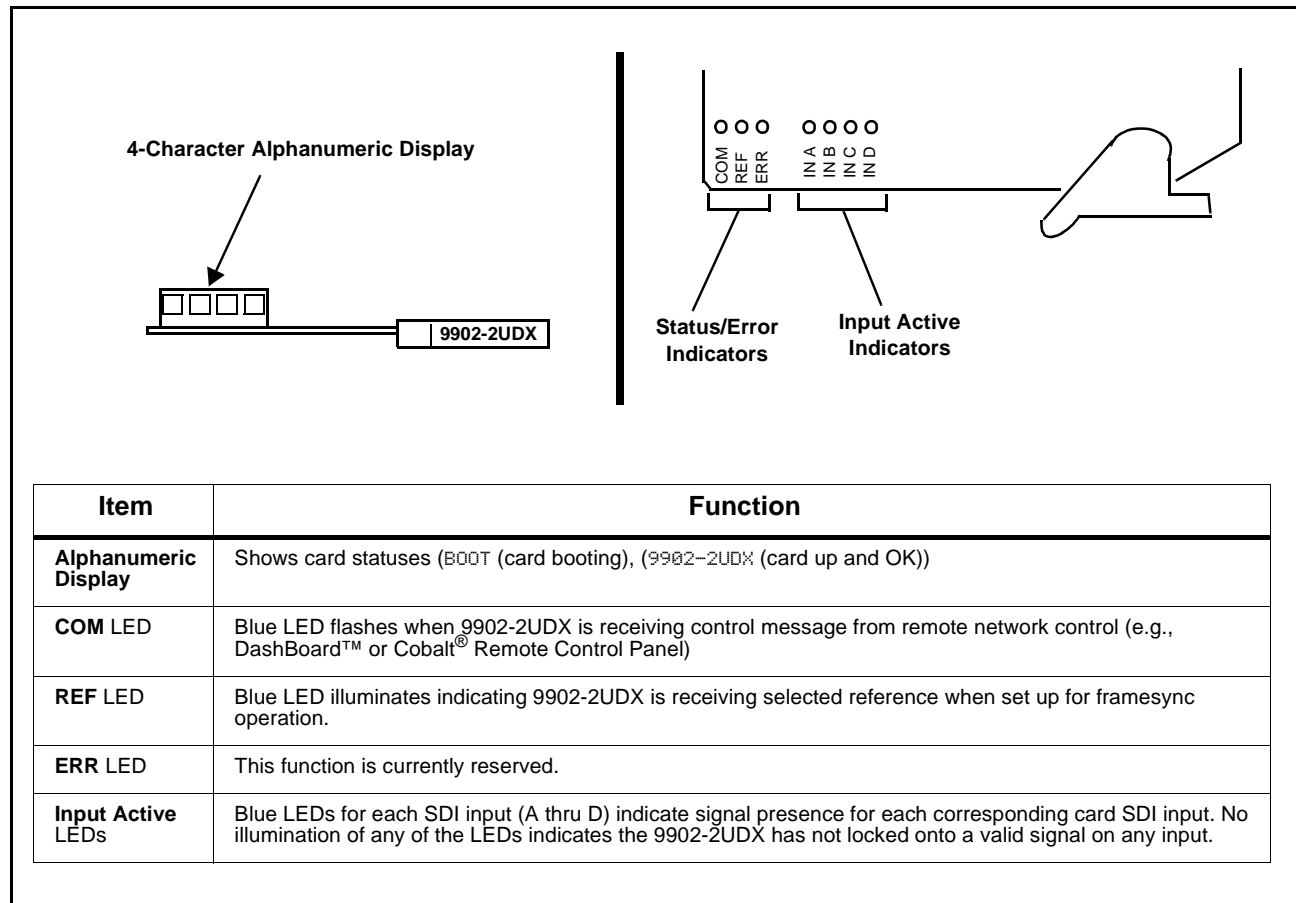 4-Character Alphanumeric Display
9902-2UDX
COM
REF
ERR
IN A
IN B
IN C
IN D
Status/Error
Indicators
Input Active
Indicators
Item
Function
Alphanumeric
Display
Shows card statuses (BOOT (card booting), (9902-2UDX (card up and OK))
COM LED
Blue LED flashes when 9902-2UDX is receiving control message from remote network control (e.g.,
DashBoard™ or Cobalt® Remote Control Panel)
REF LED
Blue LED illuminates indicating 9902-2UDX is receiving selected reference when set up for framesync
operation.
ERR LED
This function is currently reserved.
Input Active
LEDs
Blue LEDs for each SDI input (A thru D) indicate signal presence for each corresponding card SDI input. No
illumination of any of the LEDs indicates the 9902-2UDX has not locked onto a valid signal on any input.